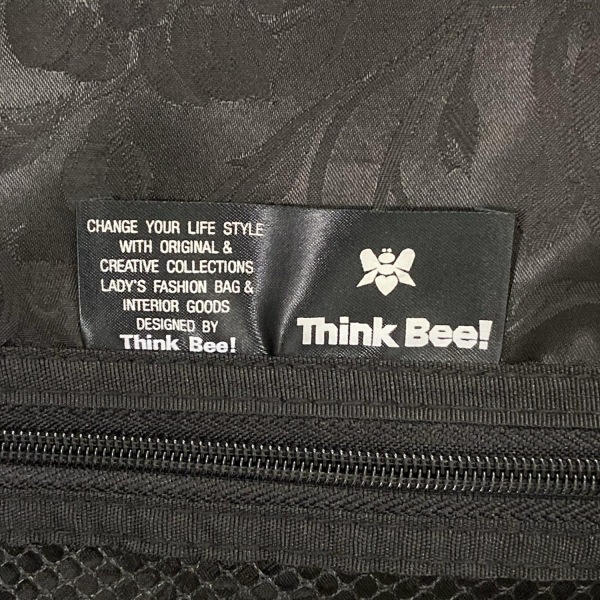 CHANGE YOUR LIFE STYLE
WITH ORIGINAL &
CREATIVE COLLECTIONS
LADY'S FASHION BAG &
INTERIOR GOODS
DESIGNED BY
Think Bee!
Think Bee!